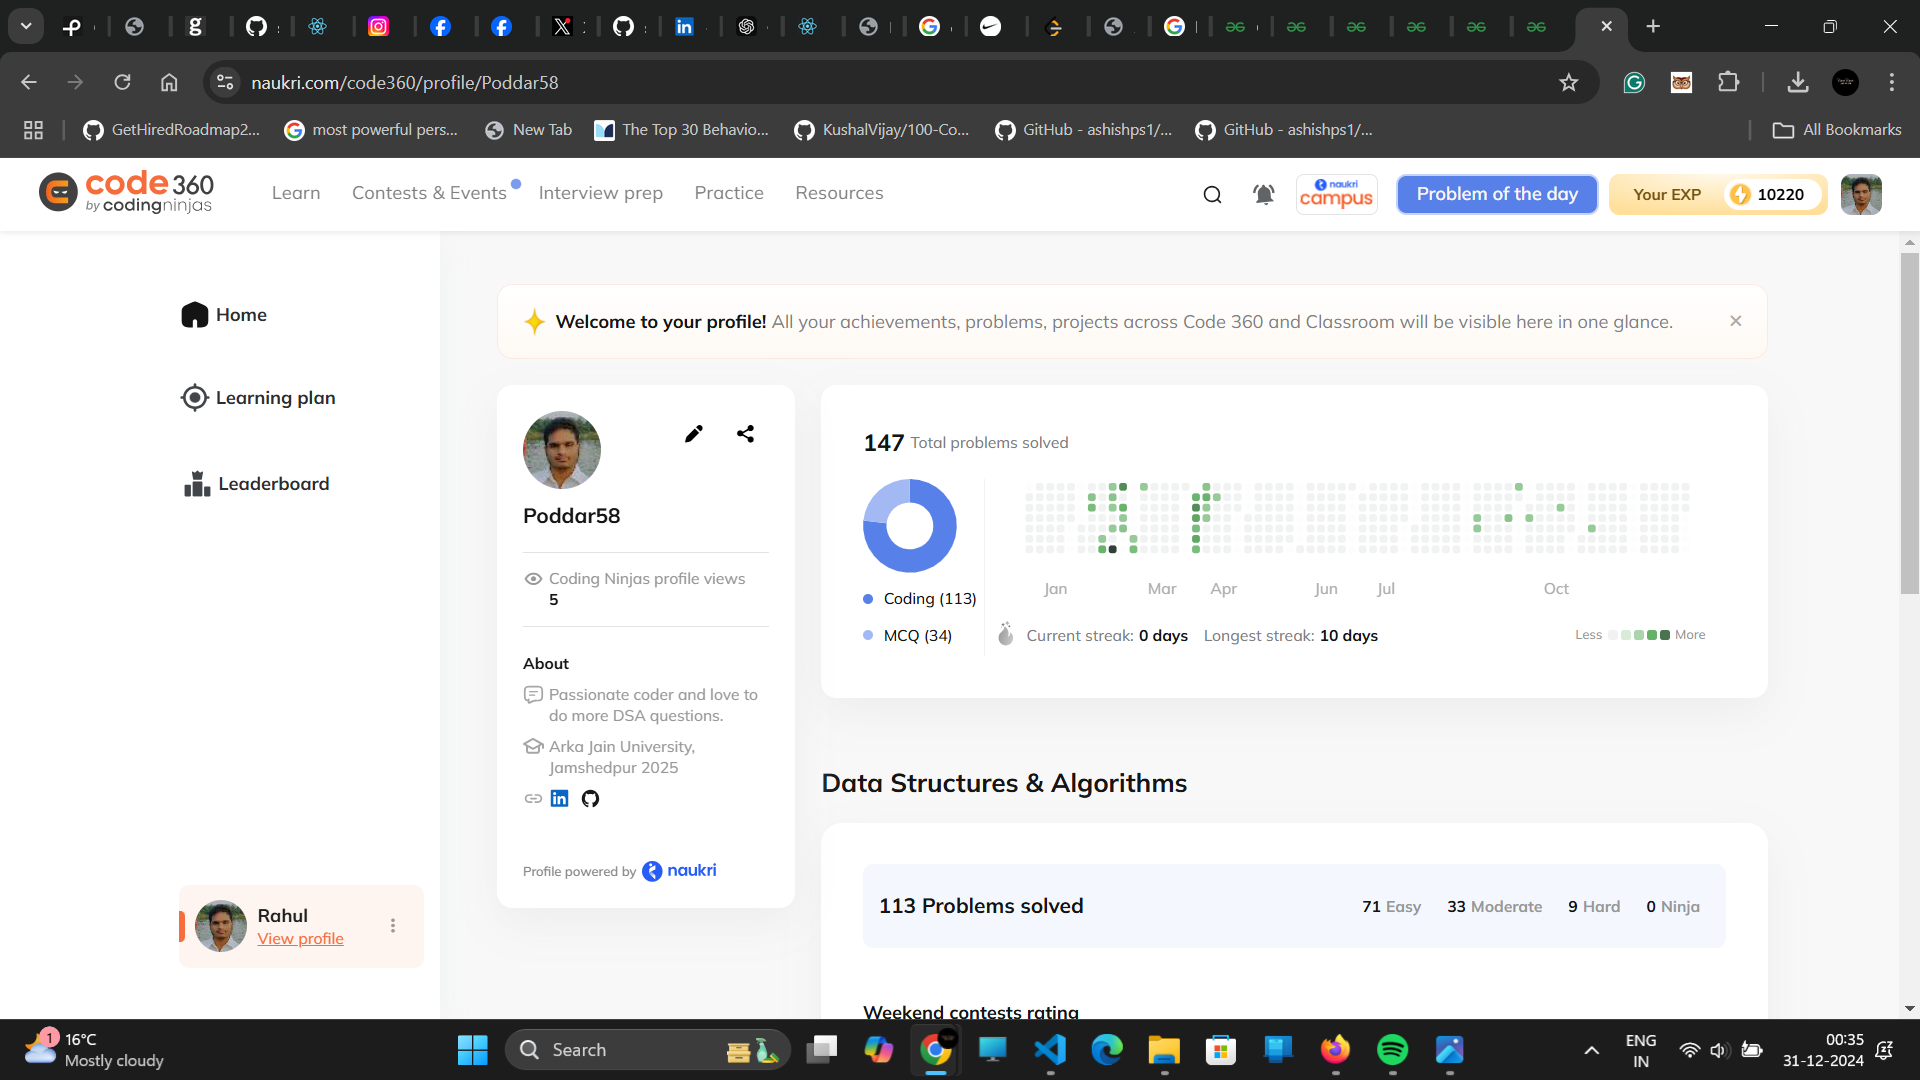 naukri.com/code360/profile/Poddar58
GetHiredRoadmap2...
most powerful pers...
New Tab
The Top 30 Behavio...
KushalVijay/100-Co...
GitHub - ashishps1/...
GitHub - ashishps1/...
All Bookmarks
code 360
by codingninjas
Learn
Contests & Events
Interview prep
Practice
Resources
naukri
campus
Problem of the day
Your EXP
10220
Home
Learning plan
Leaderboard
Rahul
View profile
Welcome to your profile! All your achievements, problems, projects across Code 360 and Classroom will be visible here in one glance.
Poddar58
Coding Ninjas profile views
5
About
Passionate coder and love to
do more DSA questions.
Arka Jain University,
Jamshedpur 2025
Profile powered by naukri
147 Total problems solved
Coding (113)
MCQ (34)
Jan Mar Apr Jun Jul Oct
Current streak: 0 days Longest streak: 10 days
Less More
Data Structures & Algorithms
113 Problems solved
71 Easy 33 Moderate 9 Hard 0 Ninja
Weekend contests rating
1
16°C
Mostly cloudy
Search
ENG
IN
00:35
31-12-2024